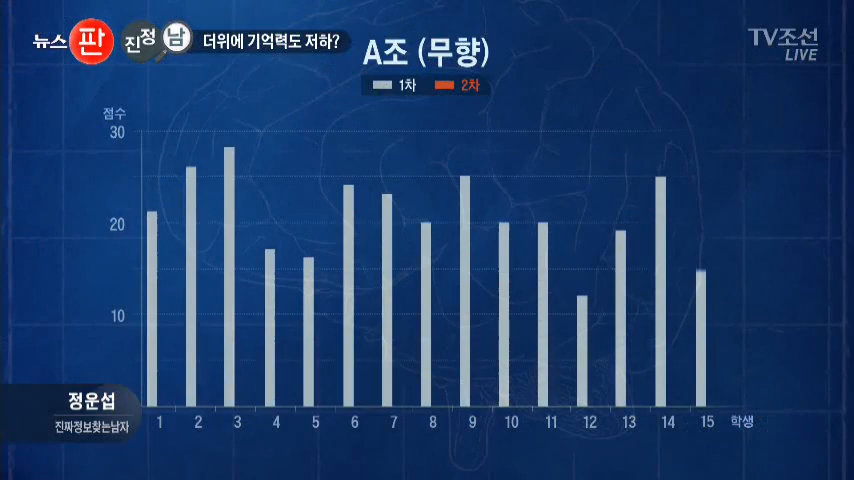 뉴스 판 진정남 더위에 기억력도 저하?
TV조선
LIVE
A조 (무향)
1차 2차
점수
30
20
10
1 2 3 4 5 6 7 8 9 10 11 12 13 14 15 학생
정운섭
진짜정보찾는남자